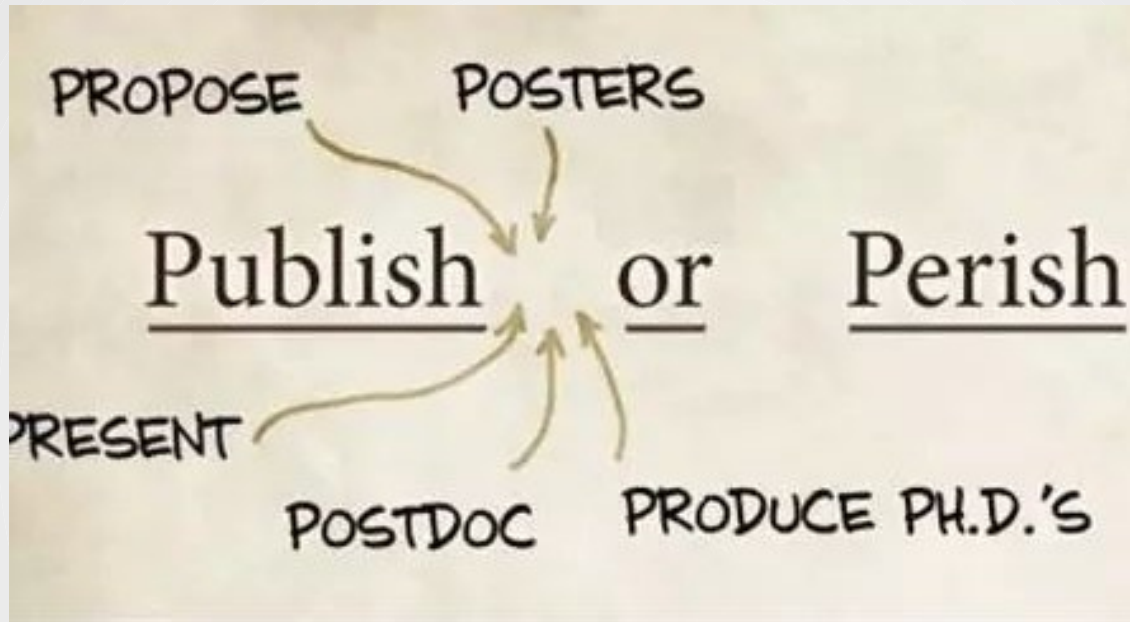 PROPOSE POSTERS
Publish or Perish
PRESENT
POSTDOC PRODUCE PH.D.'S